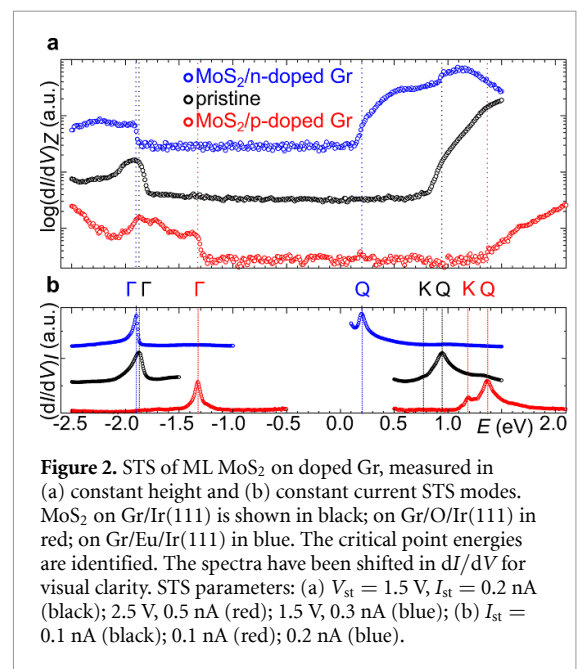 a
MoS₂/n-doped Gr
pristine
MoS₂/p-doped Gr
log(dI/dV)Z (a.u.)
b
Γ Γ Γ Q K Q K Q
(dI/dV)I (a.u.)
-2.5 -2.0 -1.5 -1.0 -0.5 0.0 0.5 1.0 1.5 2.0
E (eV)
Figure 2. STS of ML MoS₂ on doped Gr, measured in
(a) constant height and (b) constant current STS modes.
MoS₂ on Gr/Ir(111) is shown in black; on Gr/O/Ir(111) in
red; on Gr/Eu/Ir(111) in blue. The critical point energies
are identified. The spectra have been shifted in dI/dV for
visual clarity. STS parameters: (a) Vst = 1.5 V, Ist = 0.2 nA
(black); 2.5 V, 0.5 nA (red); 1.5 V, 0.3 nA (blue); (b) Ist =
0.1 nA (black); 0.1 nA (red); 0.2 nA (blue).